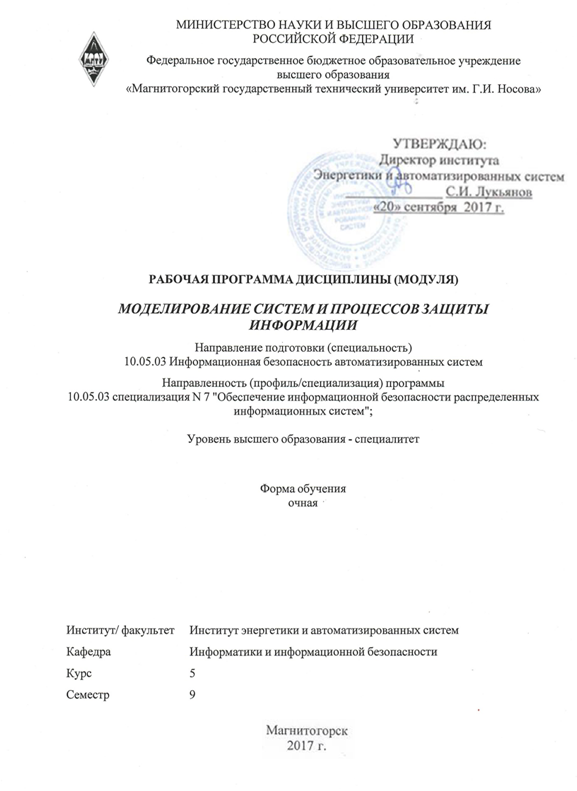 МИНИСТЕРСТВО НАУКИ И ВЫСШЕГО ОБРАЗОВАНИЯ
РОССИЙСКОЙ ФЕДЕРАЦИИ
Федеральное государственное бюджетное образовательное учреждение
высшего образования
«Магнитогорский государственный технический университет им. Г.И. Носова»
УТВЕРЖДАЮ:
Директор института
Энергетики и автоматизированных систем
С.И. Лукьянов
«20» сентября 2017 г.
РАБОЧАЯ ПРОГРАММА ДИСЦИПЛИНЫ (МОДУЛЯ)
МОДЕЛИРОВАНИЕ СИСТЕМ И ПРОЦЕССОВ ЗАЩИТЫ
ИНФОРМАЦИИ
Направление подготовки (специальность)
10.05.03 Информационная безопасность автоматизированных систем
Направленность (профиль/специализация) программы
10.05.03 специализация N 7 "Обеспечение информационной безопасности распределенных
информационных систем";
Уровень высшего образования - специалитет
Форма обучения
очная
Институт/ факультет Институт энергетики и автоматизированных систем
Кафедра Информатики и информационной безопасности
Курс 5
Семестр 9
Магнитогорск
2017 г.